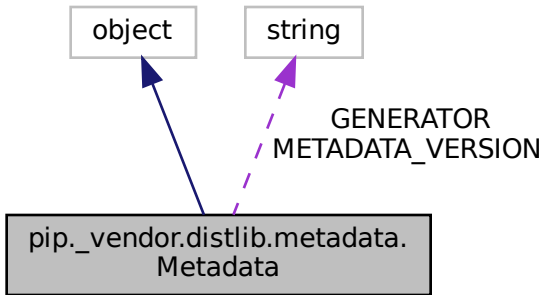 object
string
GENERATOR
METADATA_VERSION
pip._vendor.distlib.metadata.
Metadata